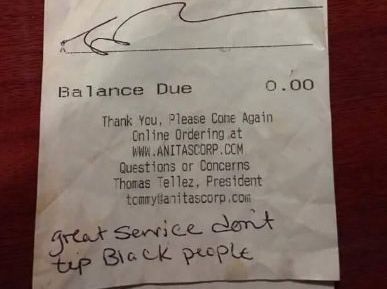 Balance Due 0.00
Thank You, Please Come Again
Online Ordering at
WWW.ANITASCORP.COM
Questions or Concerns
Thomas Tellez, President
tommy@anitascorp.com
great service don't
tip Black people